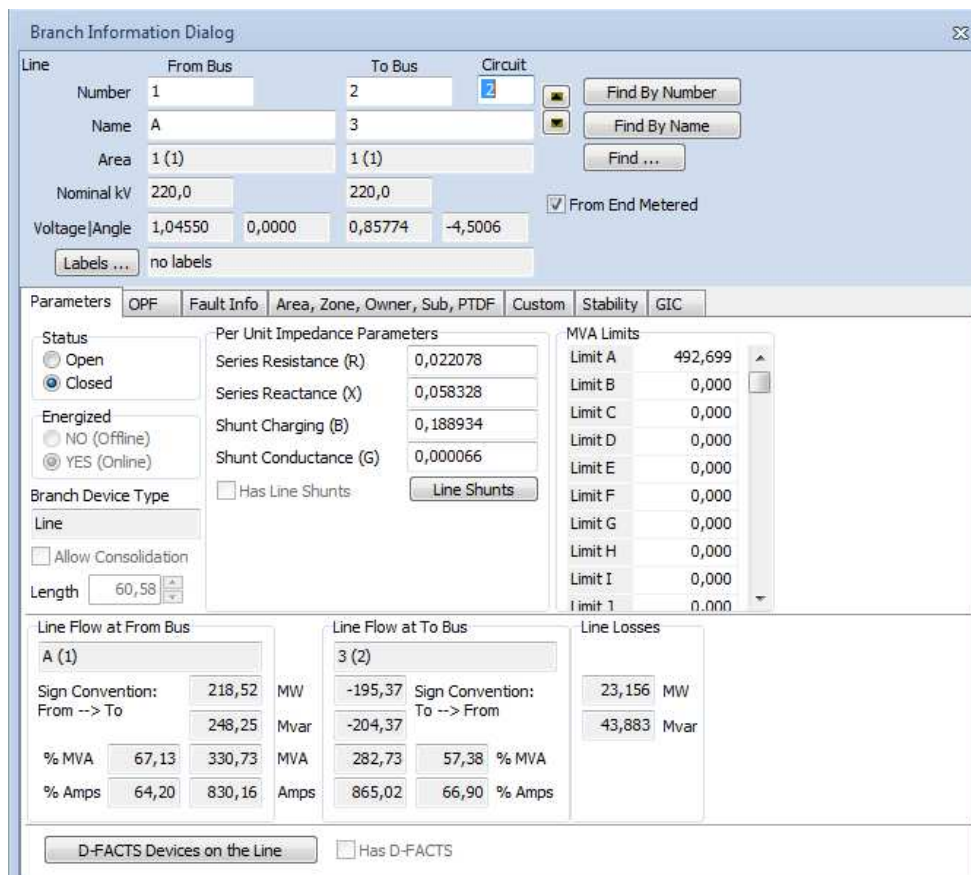 Branch Information Dialog
Line From Bus To Bus Circuit
Number 1 2 2 Find By Number
Name A 3 Find By Name
Area 1 (1) 1 (1) Find ...
Nominal kV 220,0 220,0 From End Metered
Voltage|Angle 1,04550 0,0000 0,85774 -4,5006
Labels ... no labels
Parameters OPF Fault Info Area, Zone, Owner, Sub, PTDF Custom Stability GIC
Status
Open
Closed
Energized
NO (Offline)
YES (Online)
Branch Device Type
Line
Allow Consolidation
Length 60,58
Per Unit Impedance Parameters
Series Resistance (R) 0,022078
Series Reactance (X) 0,058328
Shunt Charging (B) 0,188934
Shunt Conductance (G) 0,000066
Has Line Shunts Line Shunts
MVA Limits
Limit A 492,699
Limit B 0,000
Limit C 0,000
Limit D 0,000
Limit E 0,000
Limit F 0,000
Limit G 0,000
Limit H 0,000
Limit I 0,000
Limit J 0,000
Line Flow at From Bus
A (1)
Sign Convention: 218,52 MW
From --> To
248,25 Mvar
% MVA 67,13 330,73 MVA
% Amps 64,20 830,16 Amps
Line Flow at To Bus
3 (2)
-195,37 Sign Convention:
To --> From
-204,37
282,73 57,38 % MVA
865,02 66,90 % Amps
Line Losses
23,156 MW
43,883 Mvar
D-FACTS Devices on the Line Has D-FACTS